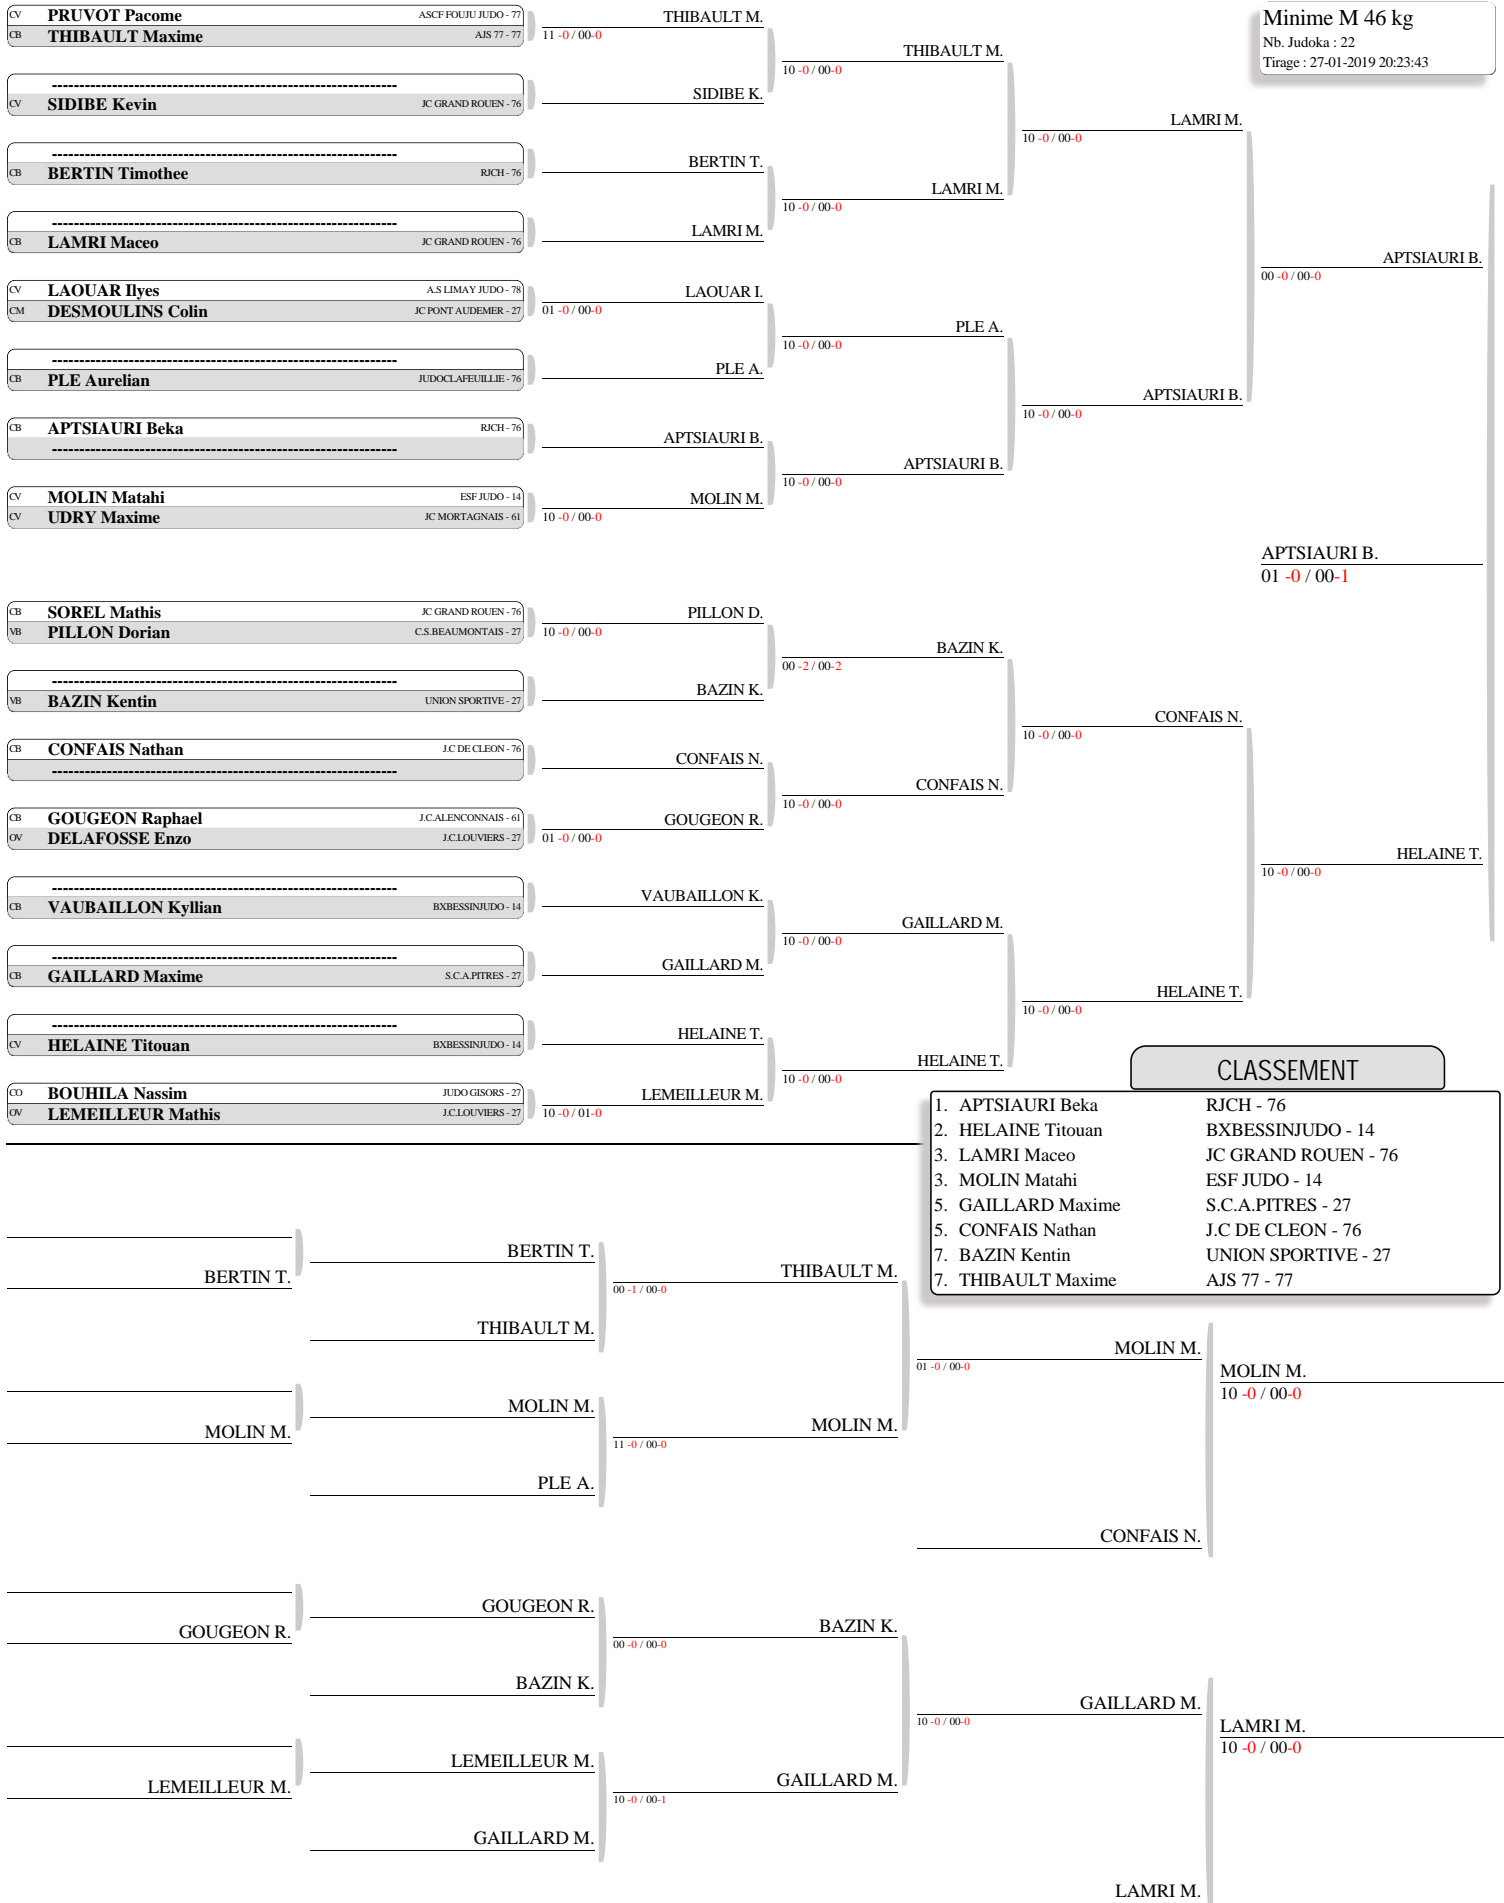 Minime M 46 kg
Nb. Judoka : 22
Tirage : 27-01-2019 20:23:43
CV PRUVOT Pacome ASCF FOUJU JUDO - 77
CB THIBAULT Maxime AJS 77 - 77
--------------------------------------------------------------
CV SIDIBE Kevin JC GRAND ROUEN - 76
--------------------------------------------------------------
CB BERTIN Timothee RJCH - 76
--------------------------------------------------------------
CB LAMRI Maceo JC GRAND ROUEN - 76
CV LAOUAR Ilyes A.S LIMAY JUDO - 78
CM DESMOULINS Colin JC PONT AUDEMER - 27
--------------------------------------------------------------
CB PLE Aurelian JUDOCLAFEUILLIE - 76
CB APTSIAURI Beka RJCH - 76
--------------------------------------------------------------
CV MOLIN Matahi ESF JUDO - 14
CV UDRY Maxime JC MORTAGNAIS - 61
CB SOREL Mathis JC GRAND ROUEN - 76
VB PILLON Dorian C.S.BEAUMONTAIS - 27
--------------------------------------------------------------
VB BAZIN Kentin UNION SPORTIVE - 27
CB CONFAIS Nathan J.C DE CLEON - 76
--------------------------------------------------------------
CB GOUGEON Raphael J.C.ALENCONNAIS - 61
OV DELAFOSSE Enzo J.C.LOUVIERS - 27
--------------------------------------------------------------
CB VAUBAILLON Kyllian BXBESSINJUDO - 14
--------------------------------------------------------------
CB GAILLARD Maxime S.C.A.PITRES - 27
--------------------------------------------------------------
CV HELAINE Titouan BXBESSINJUDO - 14
CO BOUHILA Nassim JUDO GISORS - 27
OV LEMEILLEUR Mathis J.C.LOUVIERS - 27
THIBAULT M.
11 -0 / 00-0
SIDIBE K.
BERTIN T.
LAMRI M.
LAOUAR I.
01 -0 / 00-0
PLE A.
APTSIAURI B.
MOLIN M.
10 -0 / 00-0
PILLON D.
10 -0 / 00-0
BAZIN K.
CONFAIS N.
GOUGEON R.
01 -0 / 00-0
VAUBAILLON K.
GAILLARD M.
HELAINE T.
LEMEILLEUR M.
10 -0 / 01-0
THIBAULT M.
10 -0 / 00-0
LAMRI M.
10 -0 / 00-0
PLE A.
10 -0 / 00-0
APTSIAURI B.
10 -0 / 00-0
BAZIN K.
00 -2 / 00-2
CONFAIS N.
10 -0 / 00-0
GAILLARD M.
10 -0 / 00-0
HELAINE T.
10 -0 / 00-0
LAMRI M.
10 -0 / 00-0
APTSIAURI B.
10 -0 / 00-0
CONFAIS N.
10 -0 / 00-0
HELAINE T.
10 -0 / 00-0
APTSIAURI B.
00 -0 / 00-0
HELAINE T.
10 -0 / 00-0
APTSIAURI B.
01 -0 / 00-1
CLASSEMENT
1. APTSIAURI Beka RJCH - 76
2. HELAINE Titouan BXBESSINJUDO - 14
3. LAMRI Maceo JC GRAND ROUEN - 76
3. MOLIN Matahi ESF JUDO - 14
5. GAILLARD Maxime S.C.A.PITRES - 27
5. CONFAIS Nathan J.C DE CLEON - 76
7. BAZIN Kentin UNION SPORTIVE - 27
7. THIBAULT Maxime AJS 77 - 77
BERTIN T.
MOLIN M.
GOUGEON R.
LEMEILLEUR M.
BERTIN T.
THIBAULT M.
MOLIN M.
PLE A.
GOUGEON R.
BAZIN K.
LEMEILLEUR M.
GAILLARD M.
THIBAULT M.
00 -1 / 00-0
MOLIN M.
11 -0 / 00-0
BAZIN K.
00 -0 / 00-0
GAILLARD M.
10 -0 / 00-1
MOLIN M.
01 -0 / 00-0
CONFAIS N.
GAILLARD M.
10 -0 / 00-0
LAMRI M.
MOLIN M.
10 -0 / 00-0
LAMRI M.
10 -0 / 00-0